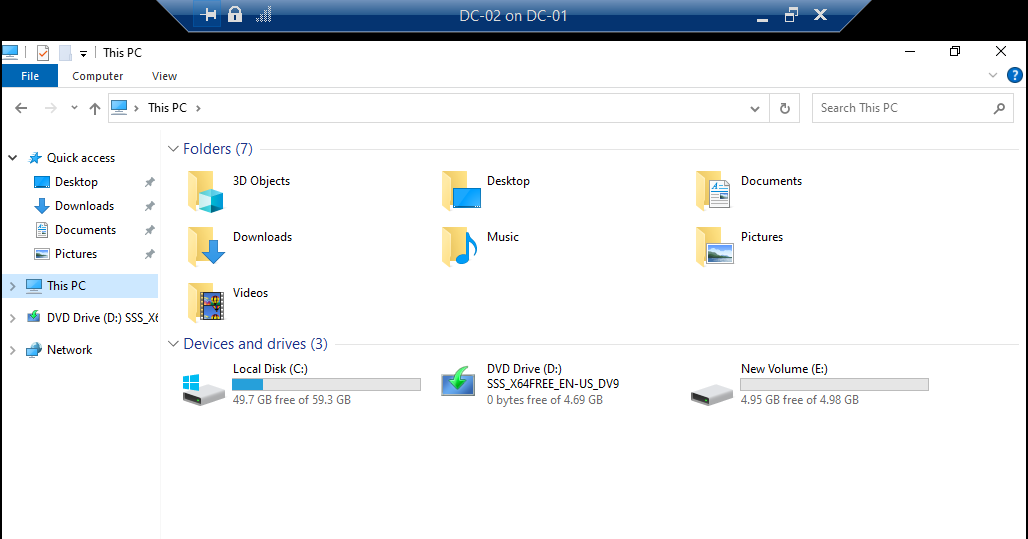 DC-02 on DC-01
This PC
File
Computer
View
This PC
Search This PC
Quick access
Desktop
Downloads
Documents
Pictures
This PC
DVD Drive (D:) SSS_X6
Network
Folders (7)
3D Objects
Desktop
Documents
Downloads
Music
Pictures
Videos
Devices and drives (3)
Local Disk (C:)
49.7 GB free of 59.3 GB
DVD Drive (D:)
SSS_X64FREE_EN-US_DV9
0 bytes free of 4.69 GB
New Volume (E:)
4.95 GB free of 4.98 GB